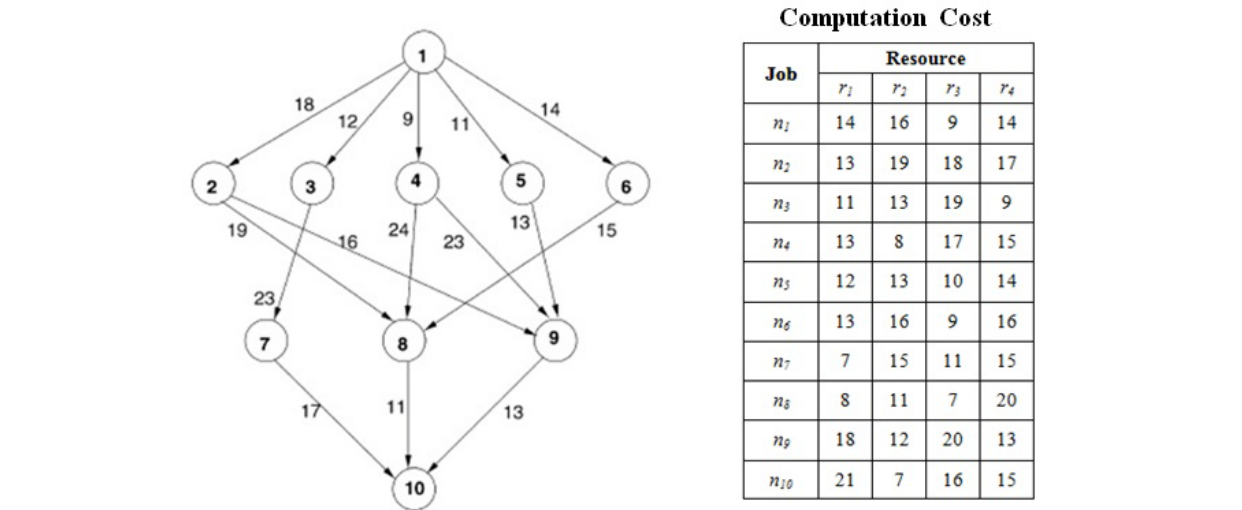 Computation Cost
Job Resource
r1 r2 r3 r4
n1 14 16 9 14
n2 13 19 18 17
n3 11 13 19 9
n4 13 8 17 15
n5 12 13 10 14
n6 13 16 9 16
n7 7 15 11 15
n8 8 11 7 20
n9 18 12 20 13
n10 21 7 16 15
1
18 12 9 11 14
2 3 4 5 6
19 16 24 23 13 15
23
7 8 9
17 11 13
10